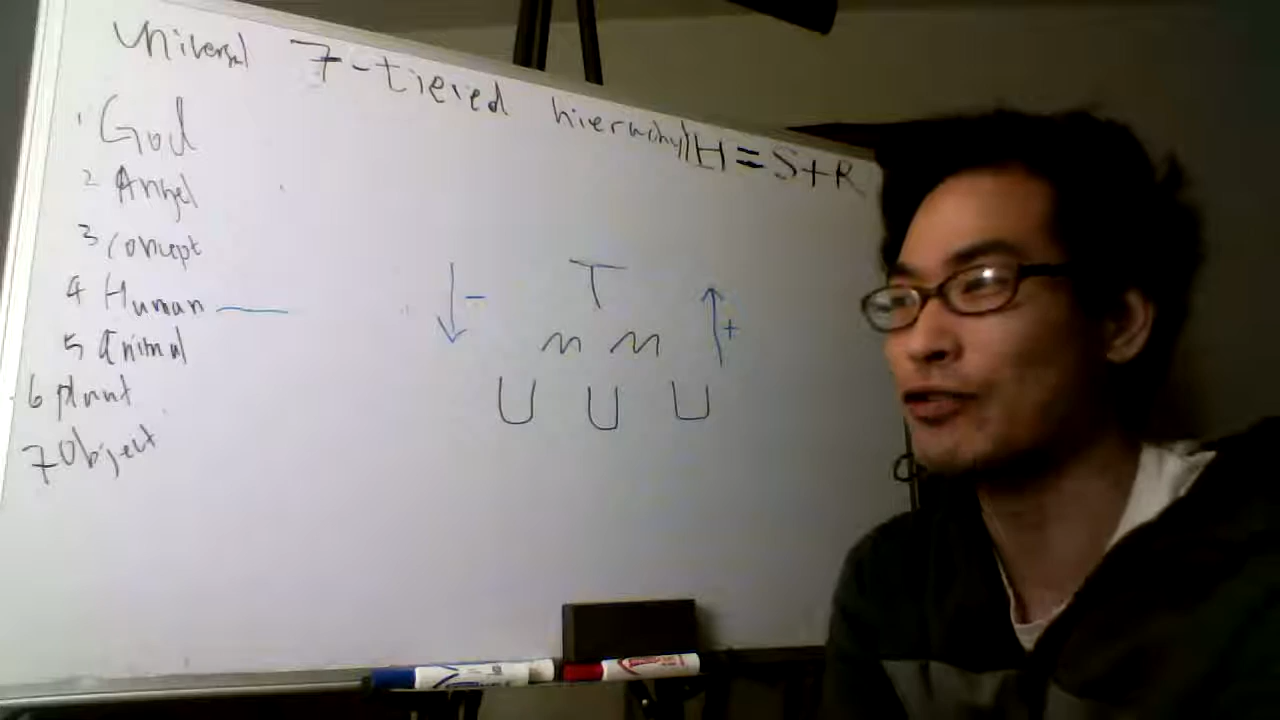 Universal 7-tiered hierarchy H=S+R
1 God
2 Angel
3 Concept
4 Human
5 Animal
6 Plant
7 Object
T
- +
m m
U U U